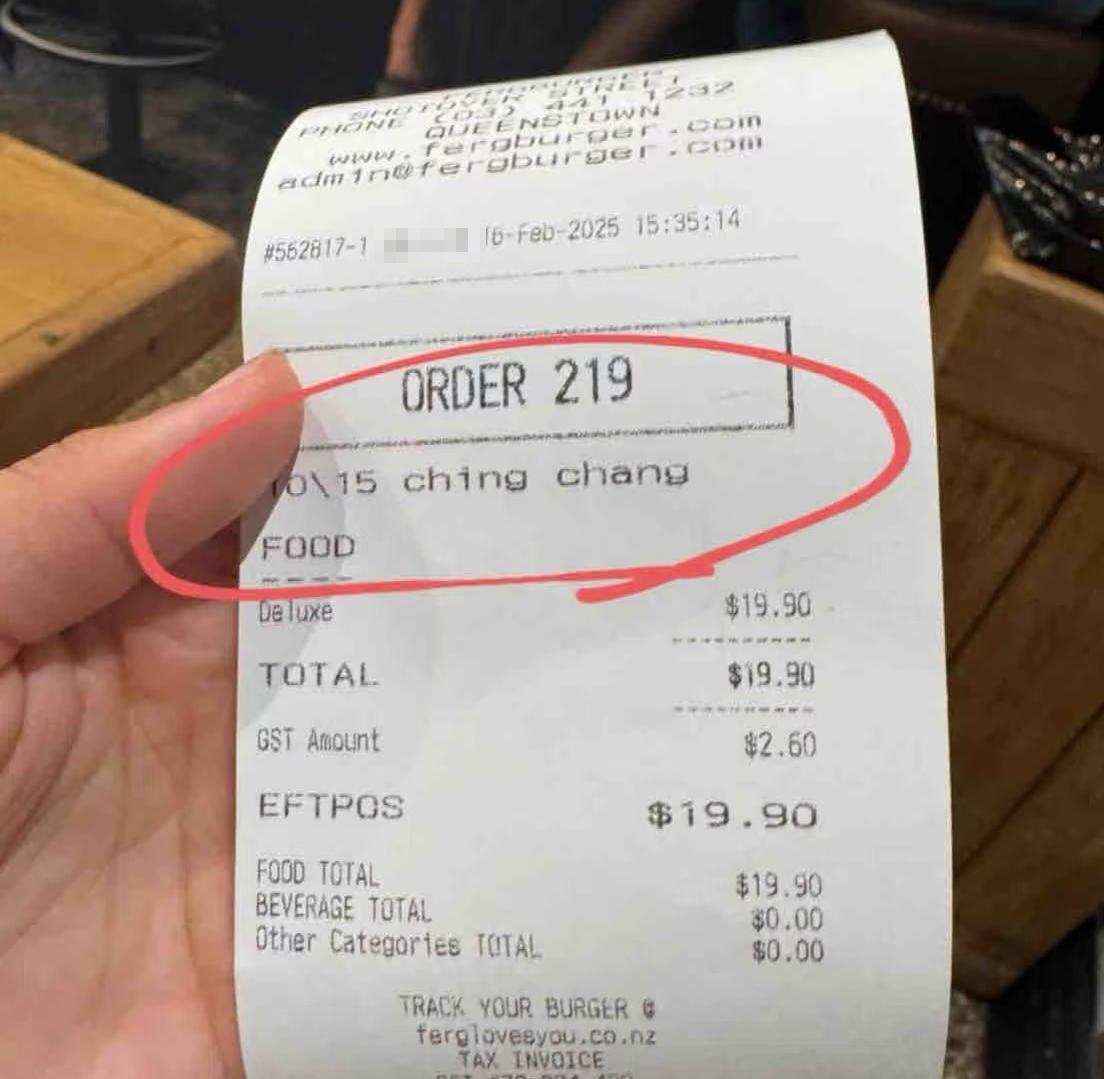 SHOTOVER STREET
PHONE (03) 441 1232
QUEENSTOWN
www.fergburger.com
admin@fergburger.com
#562817-1 16-Feb-2025 15:35:14
ORDER 219
10\15 ching chang
FOOD
----
Deluxe $19.90
TOTAL $19.90
GST Amount $2.60
EFTPOS $19.90
FOOD TOTAL $19.90
BEVERAGE TOTAL $0.00
Other Categories TOTAL $0.00
TRACK YOUR BURGER @
ferglovesyou.co.nz
TAX INVOICE